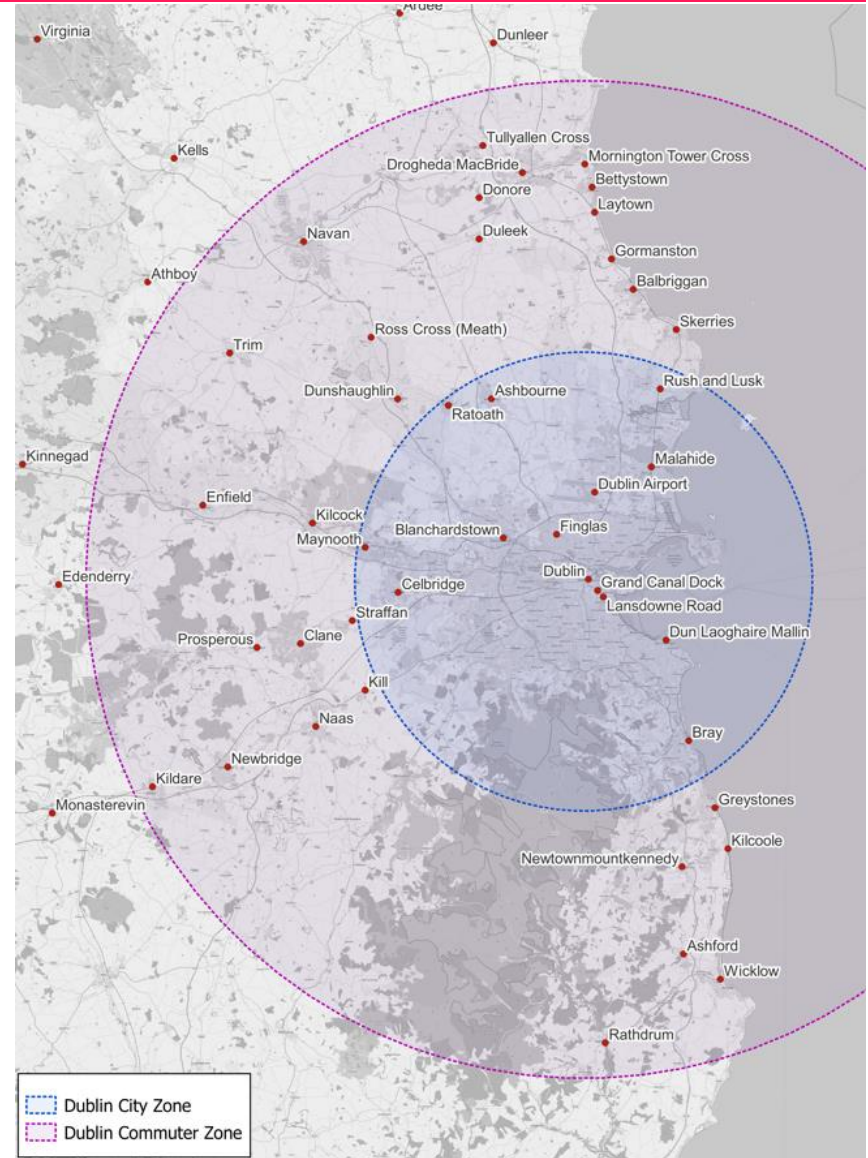 Ardee
Virginia
Dunleer
Tullyallen Cross
Kells
Mornington Tower Cross
Drogheda MacBride
Bettystown
Donore
Laytown
Navan
Duleek
Gormanston
Athboy
Balbriggan
Skerries
Ross Cross (Meath)
Trim
Rush and Lusk
Dunshaughlin
Ashbourne
Ratoath
Kinnegad
Malahide
Dublin Airport
Enfield
Kilcock
Blanchardstown
Finglas
Maynooth
Dublin
Edenderry
Celbridge
Grand Canal Dock
Lansdowne Road
Straffan
Prosperous
Clane
Dun Laoghaire Mallin
Kill
Naas
Bray
Newbridge
Kildare
Monasterevin
Greystones
Kilcoole
Newtownmountkennedy
Ashford
Wicklow
Rathdrum
Dublin City Zone
Dublin Commuter Zone